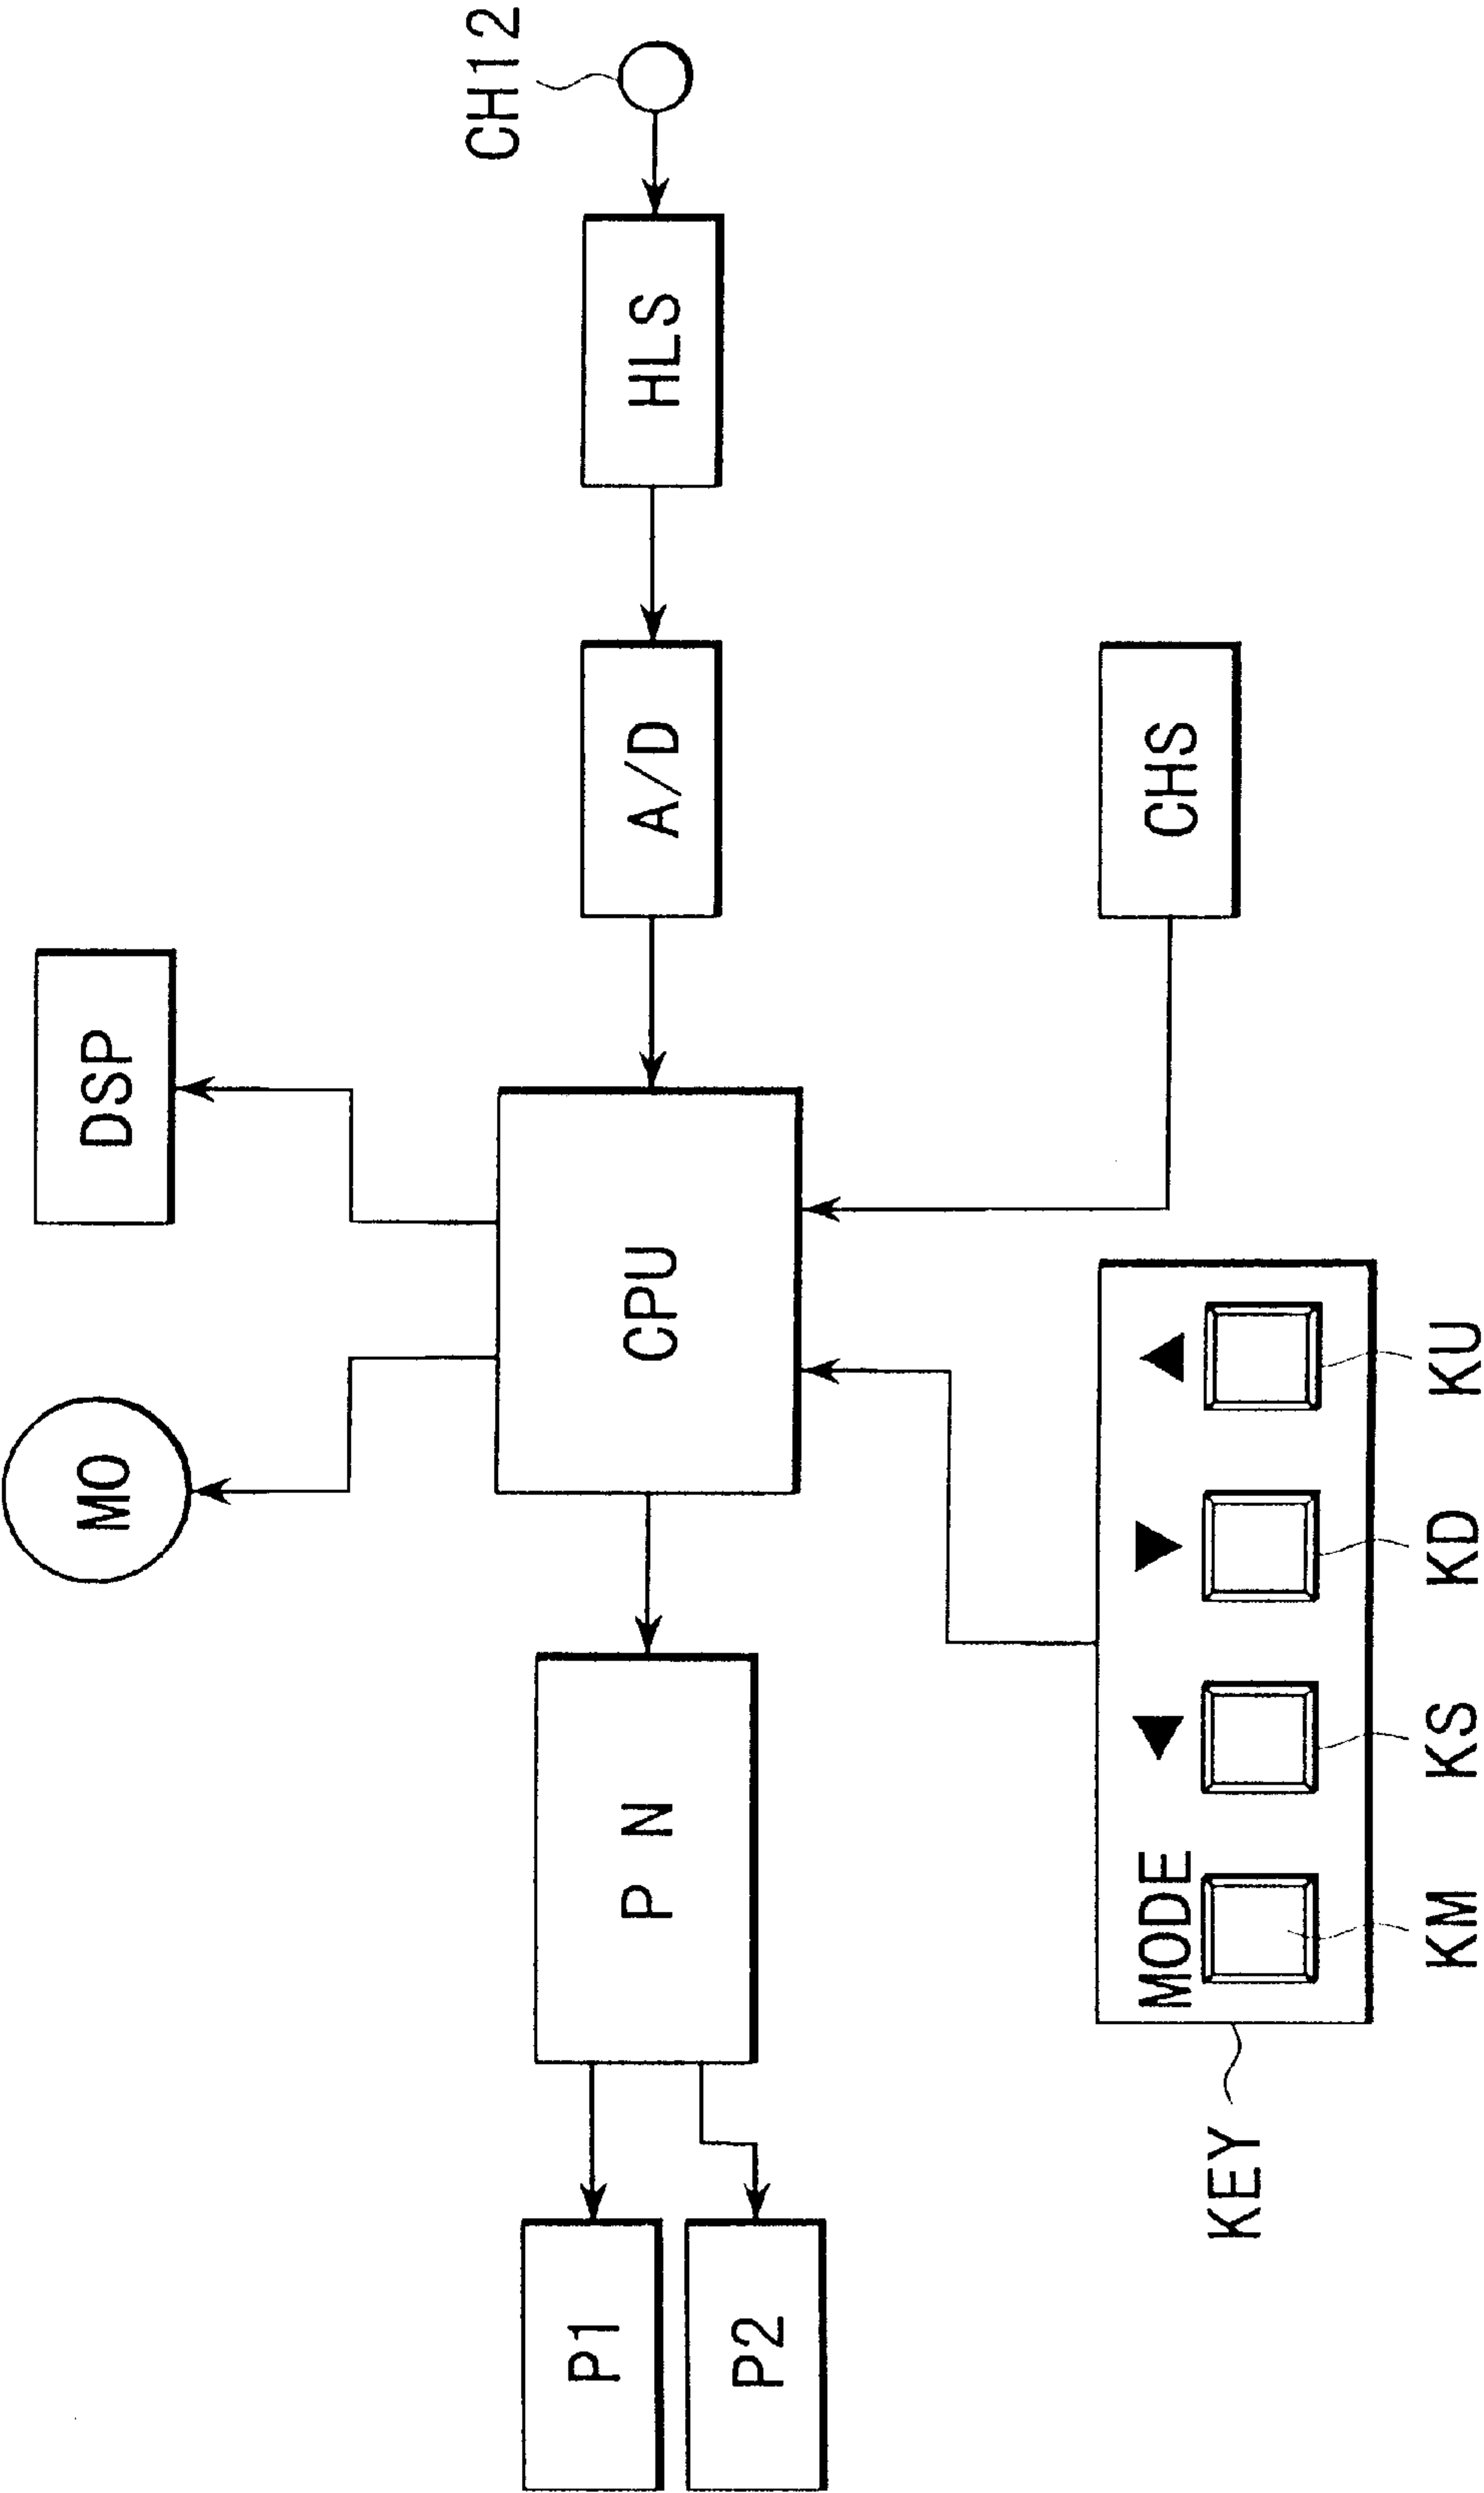 MO
DSP
P1
P2
P N
CPU
A/D
HLS
CH12
CHS
KEY
MODE
◀
▼
▲
KM
KS
KD
KU